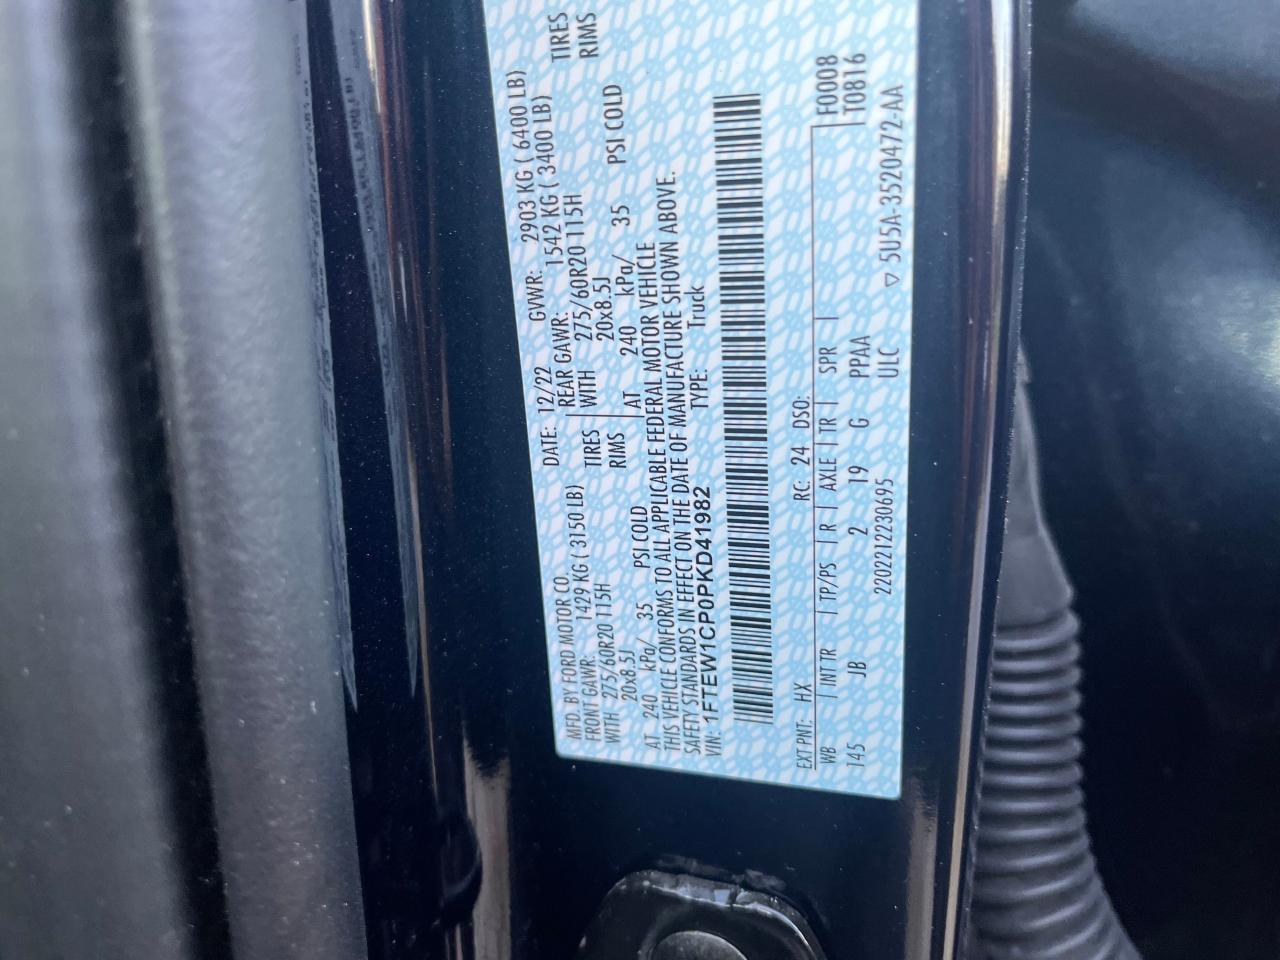 MFD. BY FORD MOTOR CO. DATE: 12/22 GVWR: 2903 KG ( 6400 LB)
FRONT GAWR: 1429 KG ( 3150 LB) REAR GAWR: 1542 KG ( 3400 LB)
WITH 275/60R20 115H TIRES WITH 275/60R20 115H TIRES
20x8.5J RIMS 20x8.5J RIMS
AT 240 kPa/ 35 PSI COLD AT 240 kPa/ 35 PSI COLD
THIS VEHICLE CONFORMS TO ALL APPLICABLE FEDERAL MOTOR VEHICLE
SAFETY STANDARDS IN EFFECT ON THE DATE OF MANUFACTURE SHOWN ABOVE.
VIN: 1FTEW1CP0PKD41982 TYPE: Truck
EXT PNT: HX RC: 24 DSO: F0008
WB INT TR TP/PS R AXLE TR SPR T0816
145 JB 2 19 G PPAA
220221230695 ULC ▽ 5U5A-3520472-AA